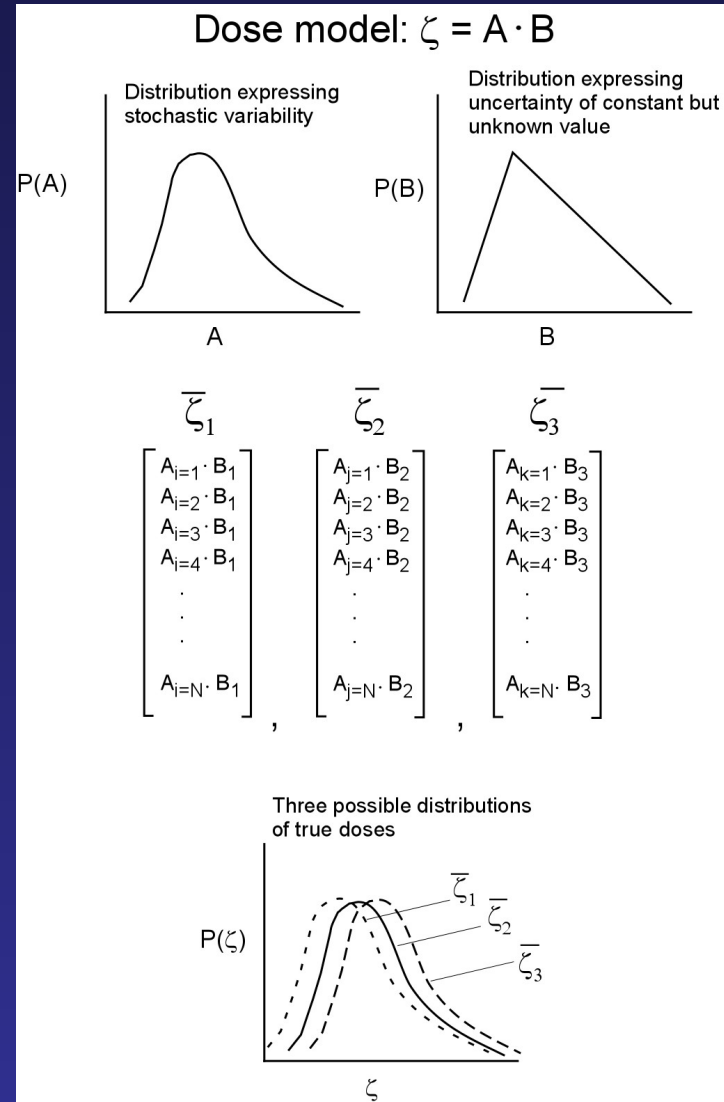 Dose model: ζ = A · B
Distribution expressing
stochastic variability
P(A)
A
Distribution expressing
uncertainty of constant but
unknown value
P(B)
B
ζ̅₁ ζ̅₂ ζ̅₃
Aᵢ₌₁ · B₁ Aⱼ₌₁ · B₂ Aₖ₌₁ · B₃
Aᵢ₌₂ · B₁ Aⱼ₌₂ · B₂ Aₖ₌₂ · B₃
Aᵢ₌₃ · B₁ Aⱼ₌₃ · B₂ Aₖ₌₃ · B₃
Aᵢ₌₄ · B₁ Aⱼ₌₄ · B₂ Aₖ₌₄ · B₃
. . .
. . .
. . .
Aᵢ₌N · B₁ , Aⱼ₌N · B₂ , Aₖ₌N · B₃
Three possible distributions
of true doses
P(ζ)
ζ̅₁
ζ̅₂
ζ̅₃
ζ